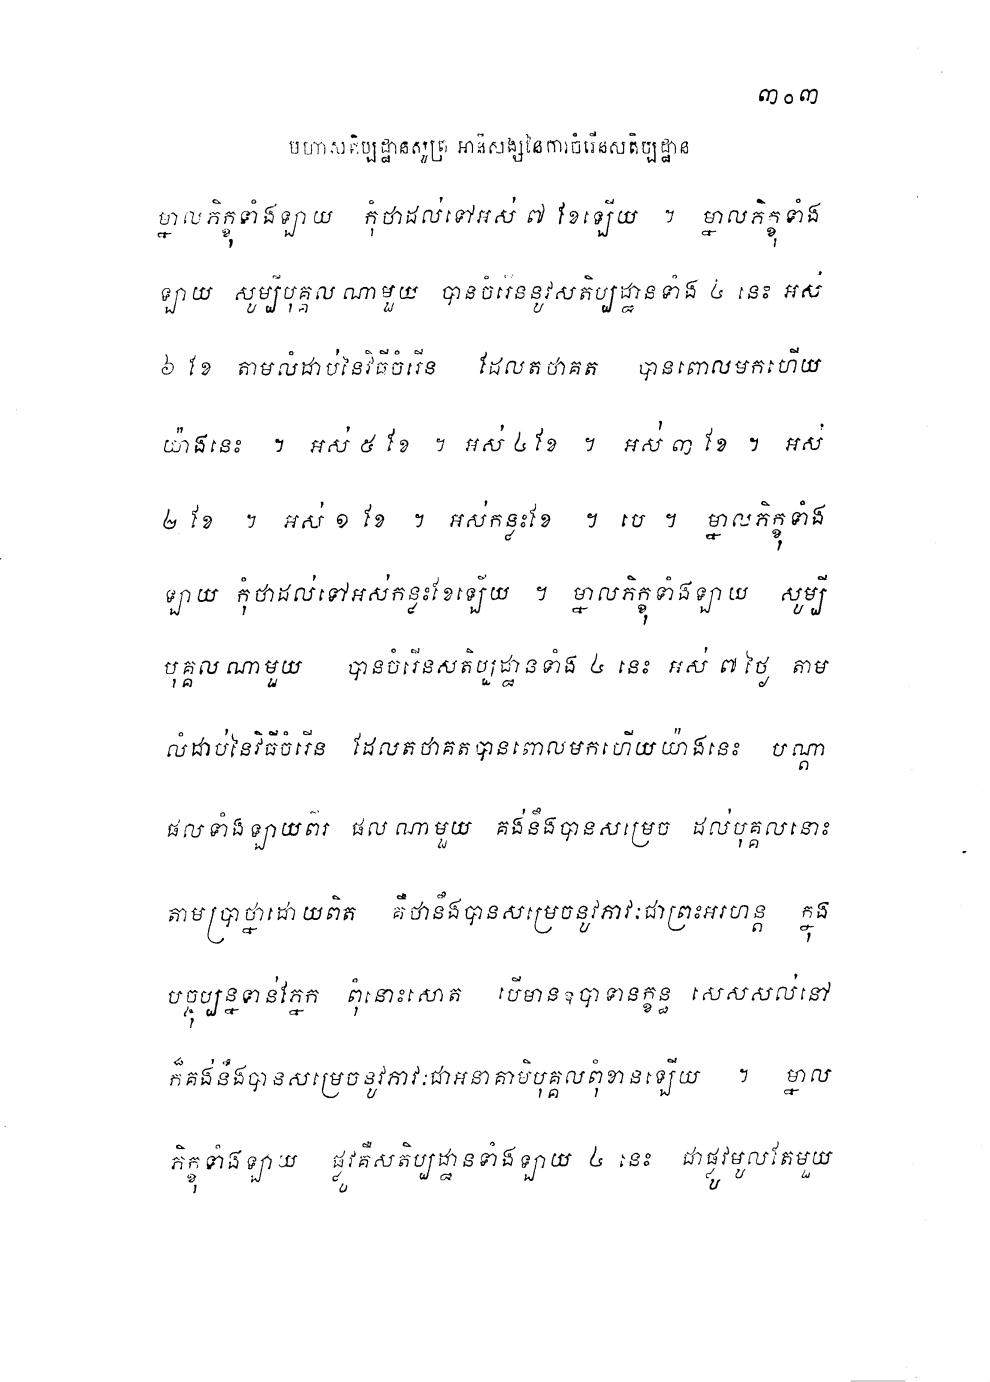 ៣០៣
មហាសតិប្បដ្ឋានសូត្រ អានិសង្សនៃការចំរើនសតិប្បដ្ឋាន
ម្នាលភិក្ខុទាំងឡាយ កុំថាដល់ទៅអស់ ៧ ខែឡើយ ។ ម្នាលភិក្ខុទាំង
ឡាយ សូម្បីបុគ្គលណាមួយ បានចំរើននូវសតិប្បដ្ឋានទាំង ៤ នេះ អស់
៦ ខែ តាមលំដាប់នៃវិធីចំរើន ដែលតថាគត បានពោលមកហើយ
យ៉ាងនេះ ។ អស់ ៥ ខែ ។ អស់ ៤ ខែ ។ អស់ ៣ ខែ ។ អស់
២ ខែ ។ អស់ ១ ខែ ។ អស់កន្លះខែ ។ បេ ។ ម្នាលភិក្ខុទាំង
ឡាយ កុំថាដល់ទៅអស់កន្លះខែឡើយ ។ ម្នាលភិក្ខុទាំងឡាយ សូម្បី
បុគ្គលណាមួយ បានចំរើនសតិប្បដ្ឋានទាំង ៤ នេះ អស់ ៧ ថ្ងៃ តាម
លំដាប់នៃវិធីចំរើន ដែលតថាគតបានពោលមកហើយយ៉ាងនេះ បណ្តា
ផលទាំងឡាយពីរ ផលណាមួយ គង់នឹងបានសម្រេច ដល់បុគ្គលនោះ
តាមប្រាថ្នាដោយពិត គឺថានឹងបានសម្រេចនូវភាវៈជាព្រះអរហន្ត ក្នុង
បច្ចុប្បន្នទាន់ភ្នែក ពុំនោះសោត បើមានឧបាទានក្ខន្ធ សេសសល់នៅ
ក៏គង់នឹងបានសម្រេចនូវភាវៈជាអនាគាមិបុគ្គលពុំខានឡើយ ។ ម្នាល
ភិក្ខុទាំងឡាយ ផ្លូវគឺសតិប្បដ្ឋានទាំងឡាយ ៤ នេះ ជាផ្លូវមូលតែមួយ